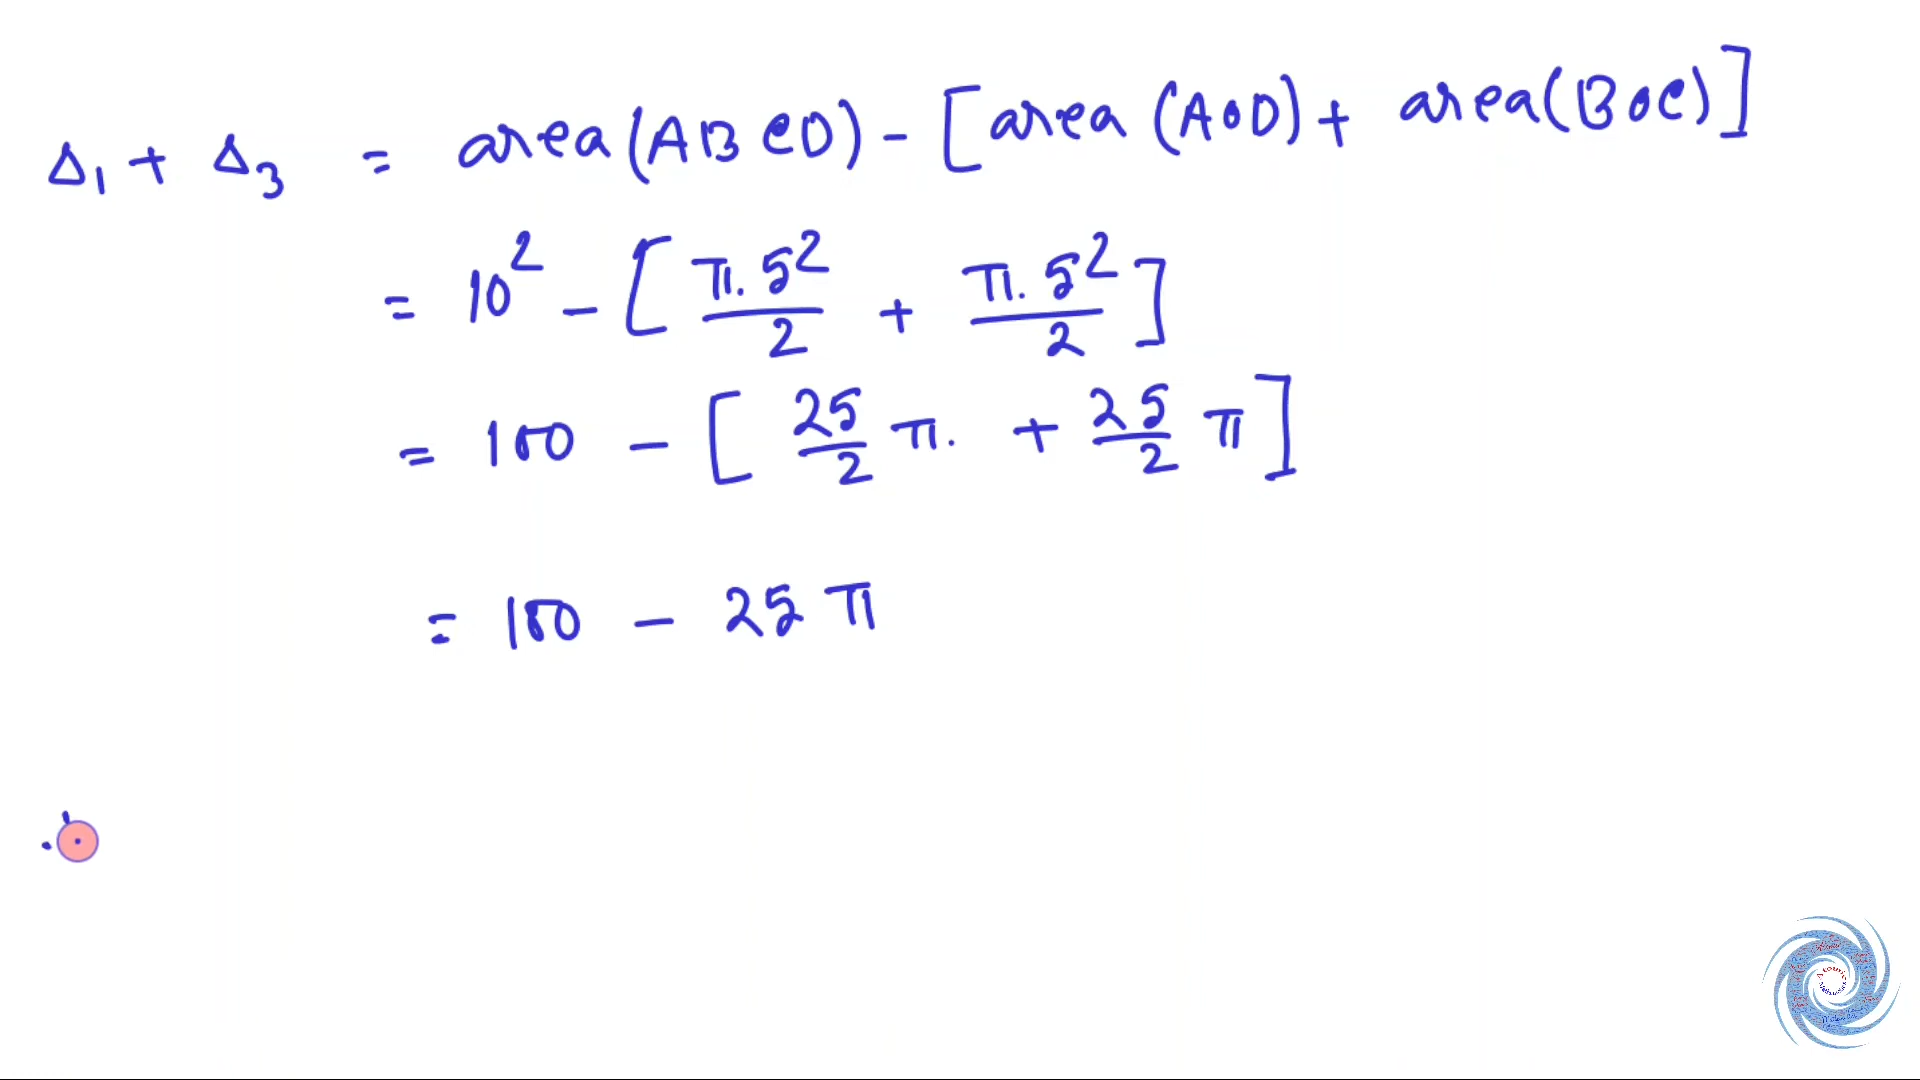 Δ₁ + Δ₃ = area(ABCD) - [area (AOD) + area(BOC)]
= 10² - [π.5²/2 + π.5²/2]
= 100 - [25/2 π. + 25/2 π]
= 100 - 25π